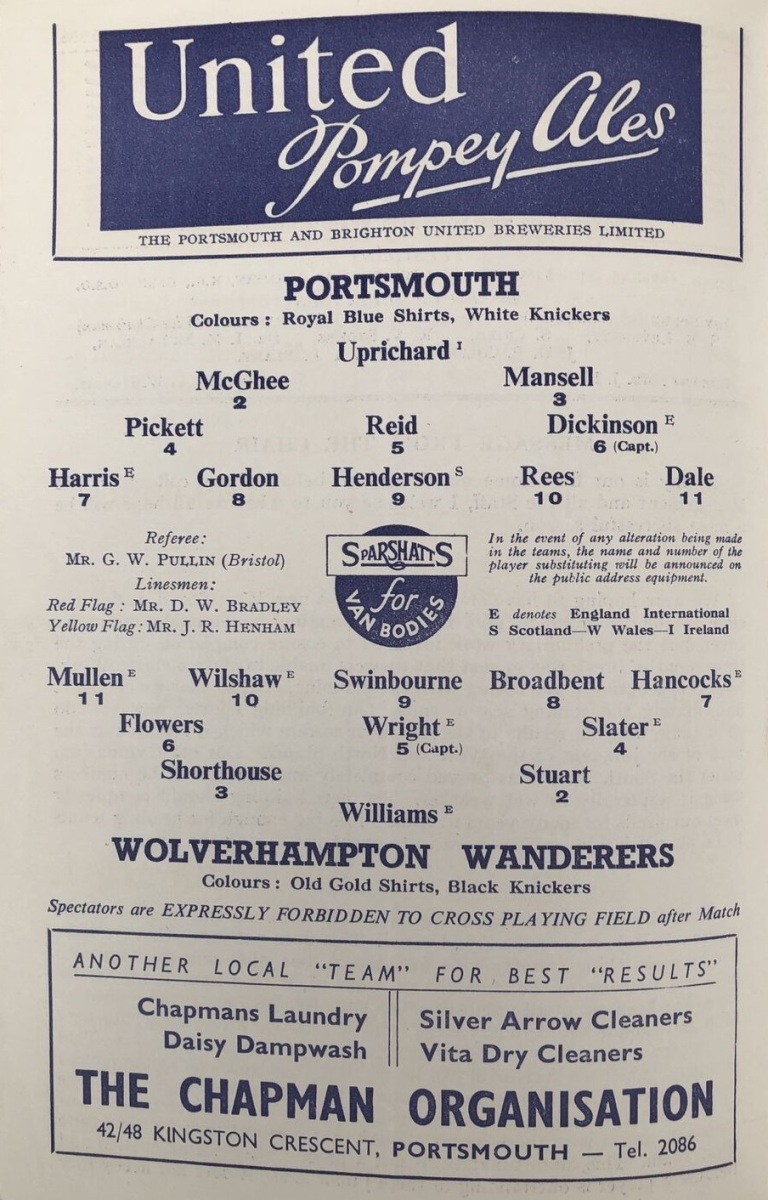 United
Pompey Ales
THE PORTSMOUTH AND BRIGHTON UNITED BREWERIES LIMITED
PORTSMOUTH
Colours : Royal Blue Shirts, White Knickers
Uprichard I
McGhee Mansell
2 3
Pickett Reid Dickinson E
4 5 6 (Capt.)
Harris E Gordon Henderson S Rees Dale
7 8 9 10 11
Referee:
MR. G. W. PULLIN (Bristol)
Linesmen:
Red Flag : MR. D. W. BRADLEY
Yellow Flag : MR. J. R. HENHAM
SPARSHATTS
for
VAN BODIES
In the event of any alteration being made
in the teams, the name and number of the
player substituting will be announced on
the public address equipment.
E denotes England International
S Scotland—W Wales—I Ireland
Mullen E Wilshaw E Swinbourne Broadbent Hancocks E
11 10 9 8 7
Flowers Wright E Slater E
6 5 (Capt.) 4
Shorthouse Stuart
3 2
Williams E
WOLVERHAMPTON WANDERERS
Colours : Old Gold Shirts, Black Knickers
Spectators are EXPRESSLY FORBIDDEN TO CROSS PLAYING FIELD after Match
ANOTHER LOCAL "TEAM" FOR BEST "RESULTS"
Chapmans Laundry
Daisy Dampwash
Silver Arrow Cleaners
Vita Dry Cleaners
THE CHAPMAN ORGANISATION
42/48 KINGSTON CRESCENT, PORTSMOUTH — Tel. 2086